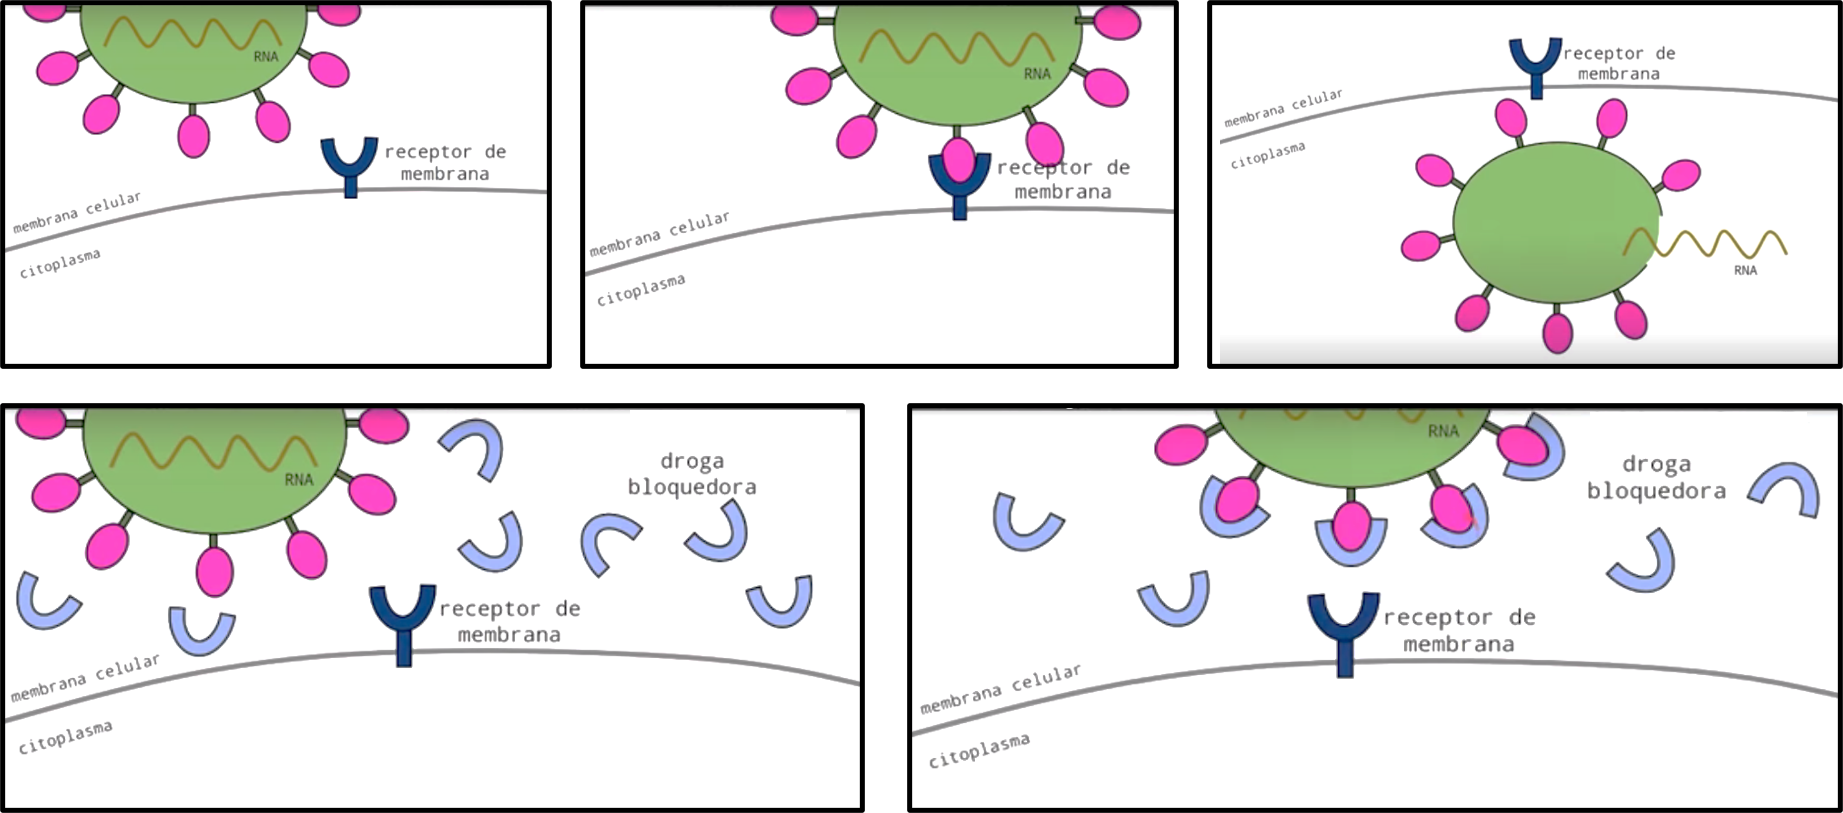 RNA
receptor de
membrana
membrana celular
citoplasma
RNA
receptor de
membrana
membrana celular
citoplasma
receptor de
membrana
membrana celular
citoplasma
RNA
RNA
droga
bloquedora
receptor de
membrana
membrana celular
citoplasma
RNA
droga
bloquedora
receptor de
membrana
membrana celular
citoplasma